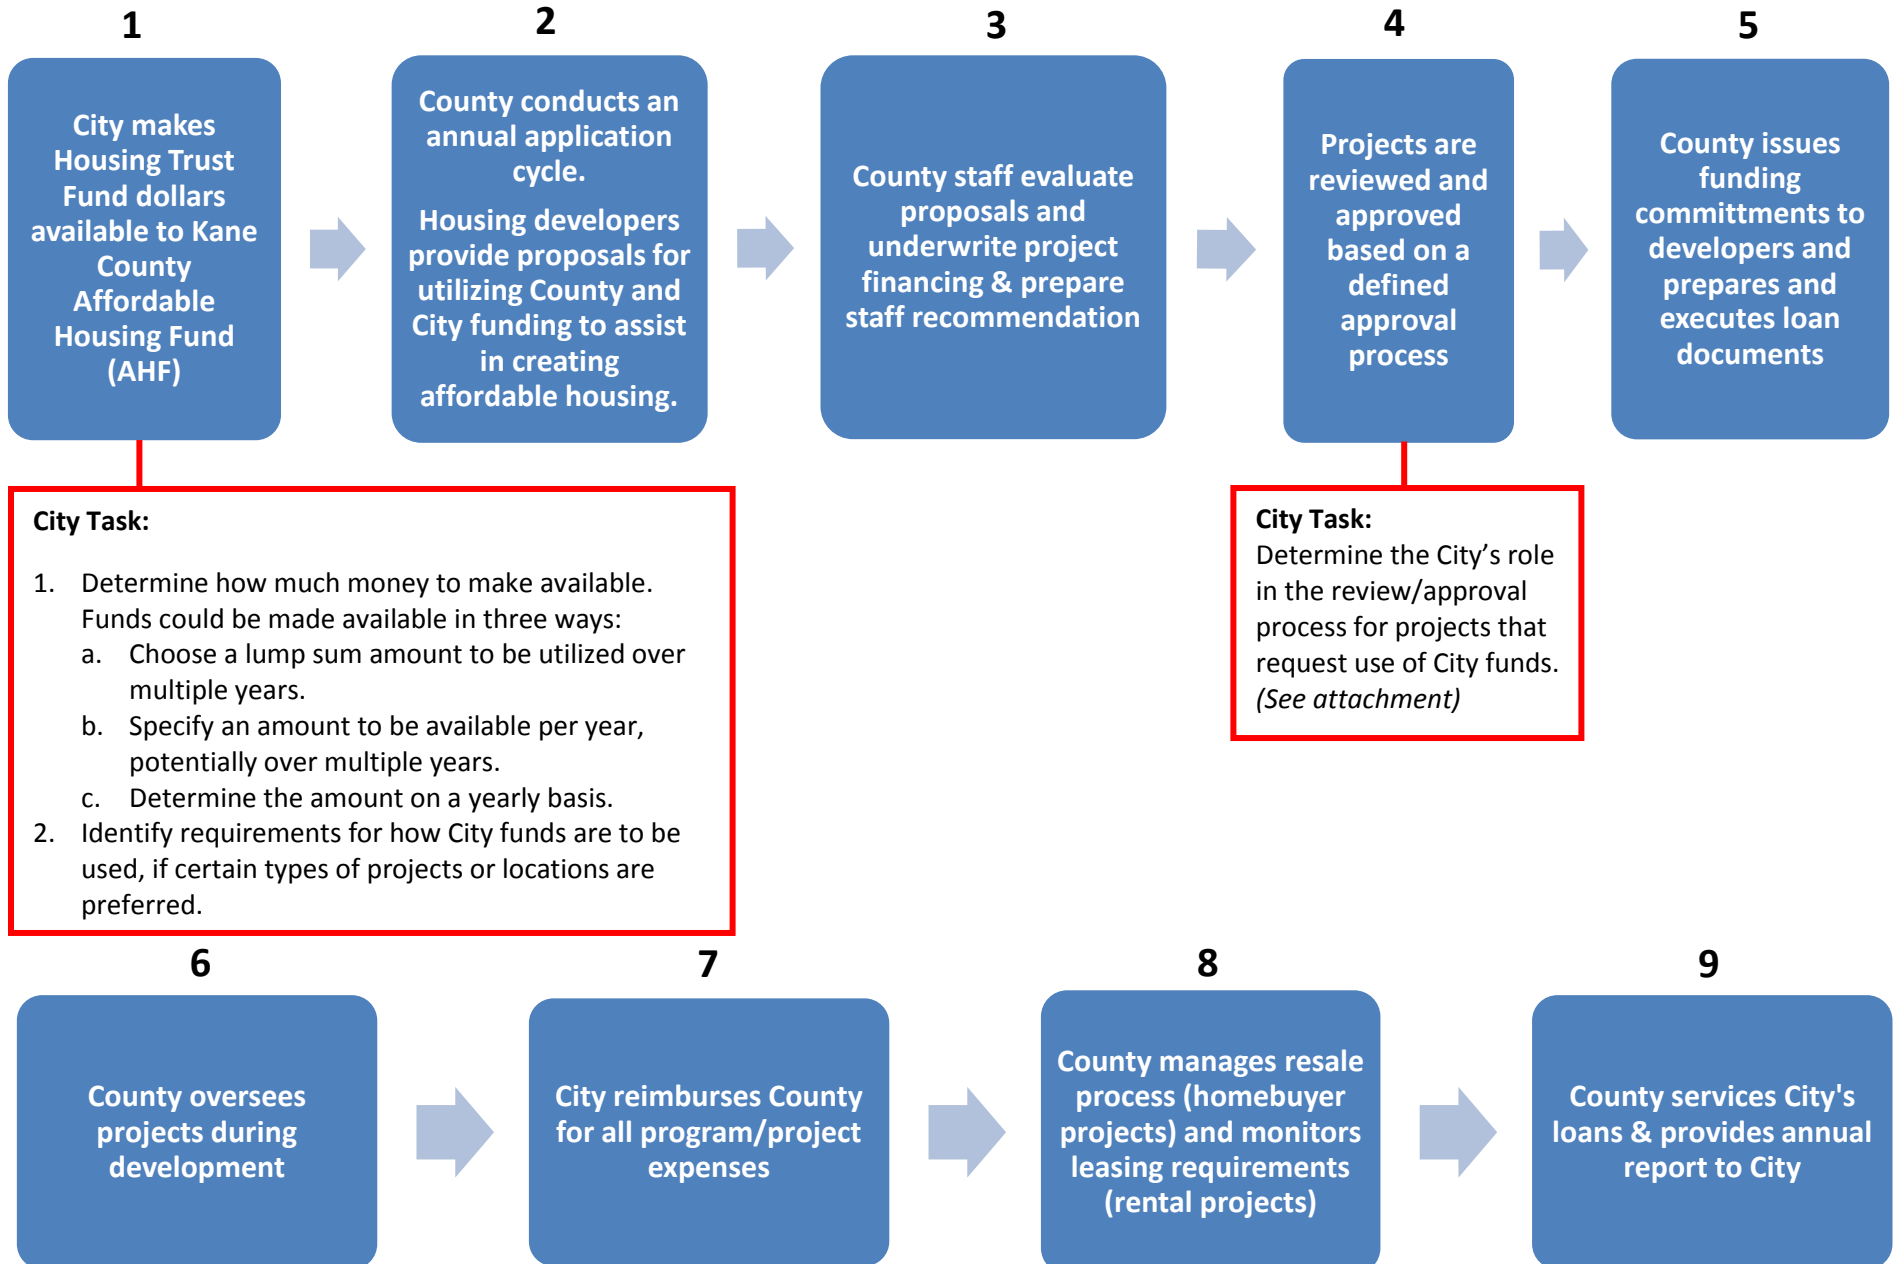 1
City makes
Housing Trust
Fund dollars
available to Kane
County
Affordable
Housing Fund
(AHF)
2
County conducts an
annual application
cycle.
Housing developers
provide proposals for
utilizing County and
City funding to assist
in creating
affordable housing.
3
County staff evaluate
proposals and
underwrite project
financing & prepare
staff recommendation
4
Projects are
reviewed and
approved
based on a
defined
approval
process
5
County issues
funding
committments to
developers and
prepares and
executes loan
documents
City Task:
1. Determine how much money to make available.
Funds could be made available in three ways:
a. Choose a lump sum amount to be utilized over
multiple years.
b. Specify an amount to be available per year,
potentially over multiple years.
c. Determine the amount on a yearly basis.
2. Identify requirements for how City funds are to be
used, if certain types of projects or locations are
preferred.
City Task:
Determine the City’s role
in the review/approval
process for projects that
request use of City funds.
(See attachment)
6
County oversees
projects during
development
7
City reimburses County
for all program/project
expenses
8
County manages resale
process (homebuyer
projects) and monitors
leasing requirements
(rental projects)
9
County services City's
loans & provides annual
report to City